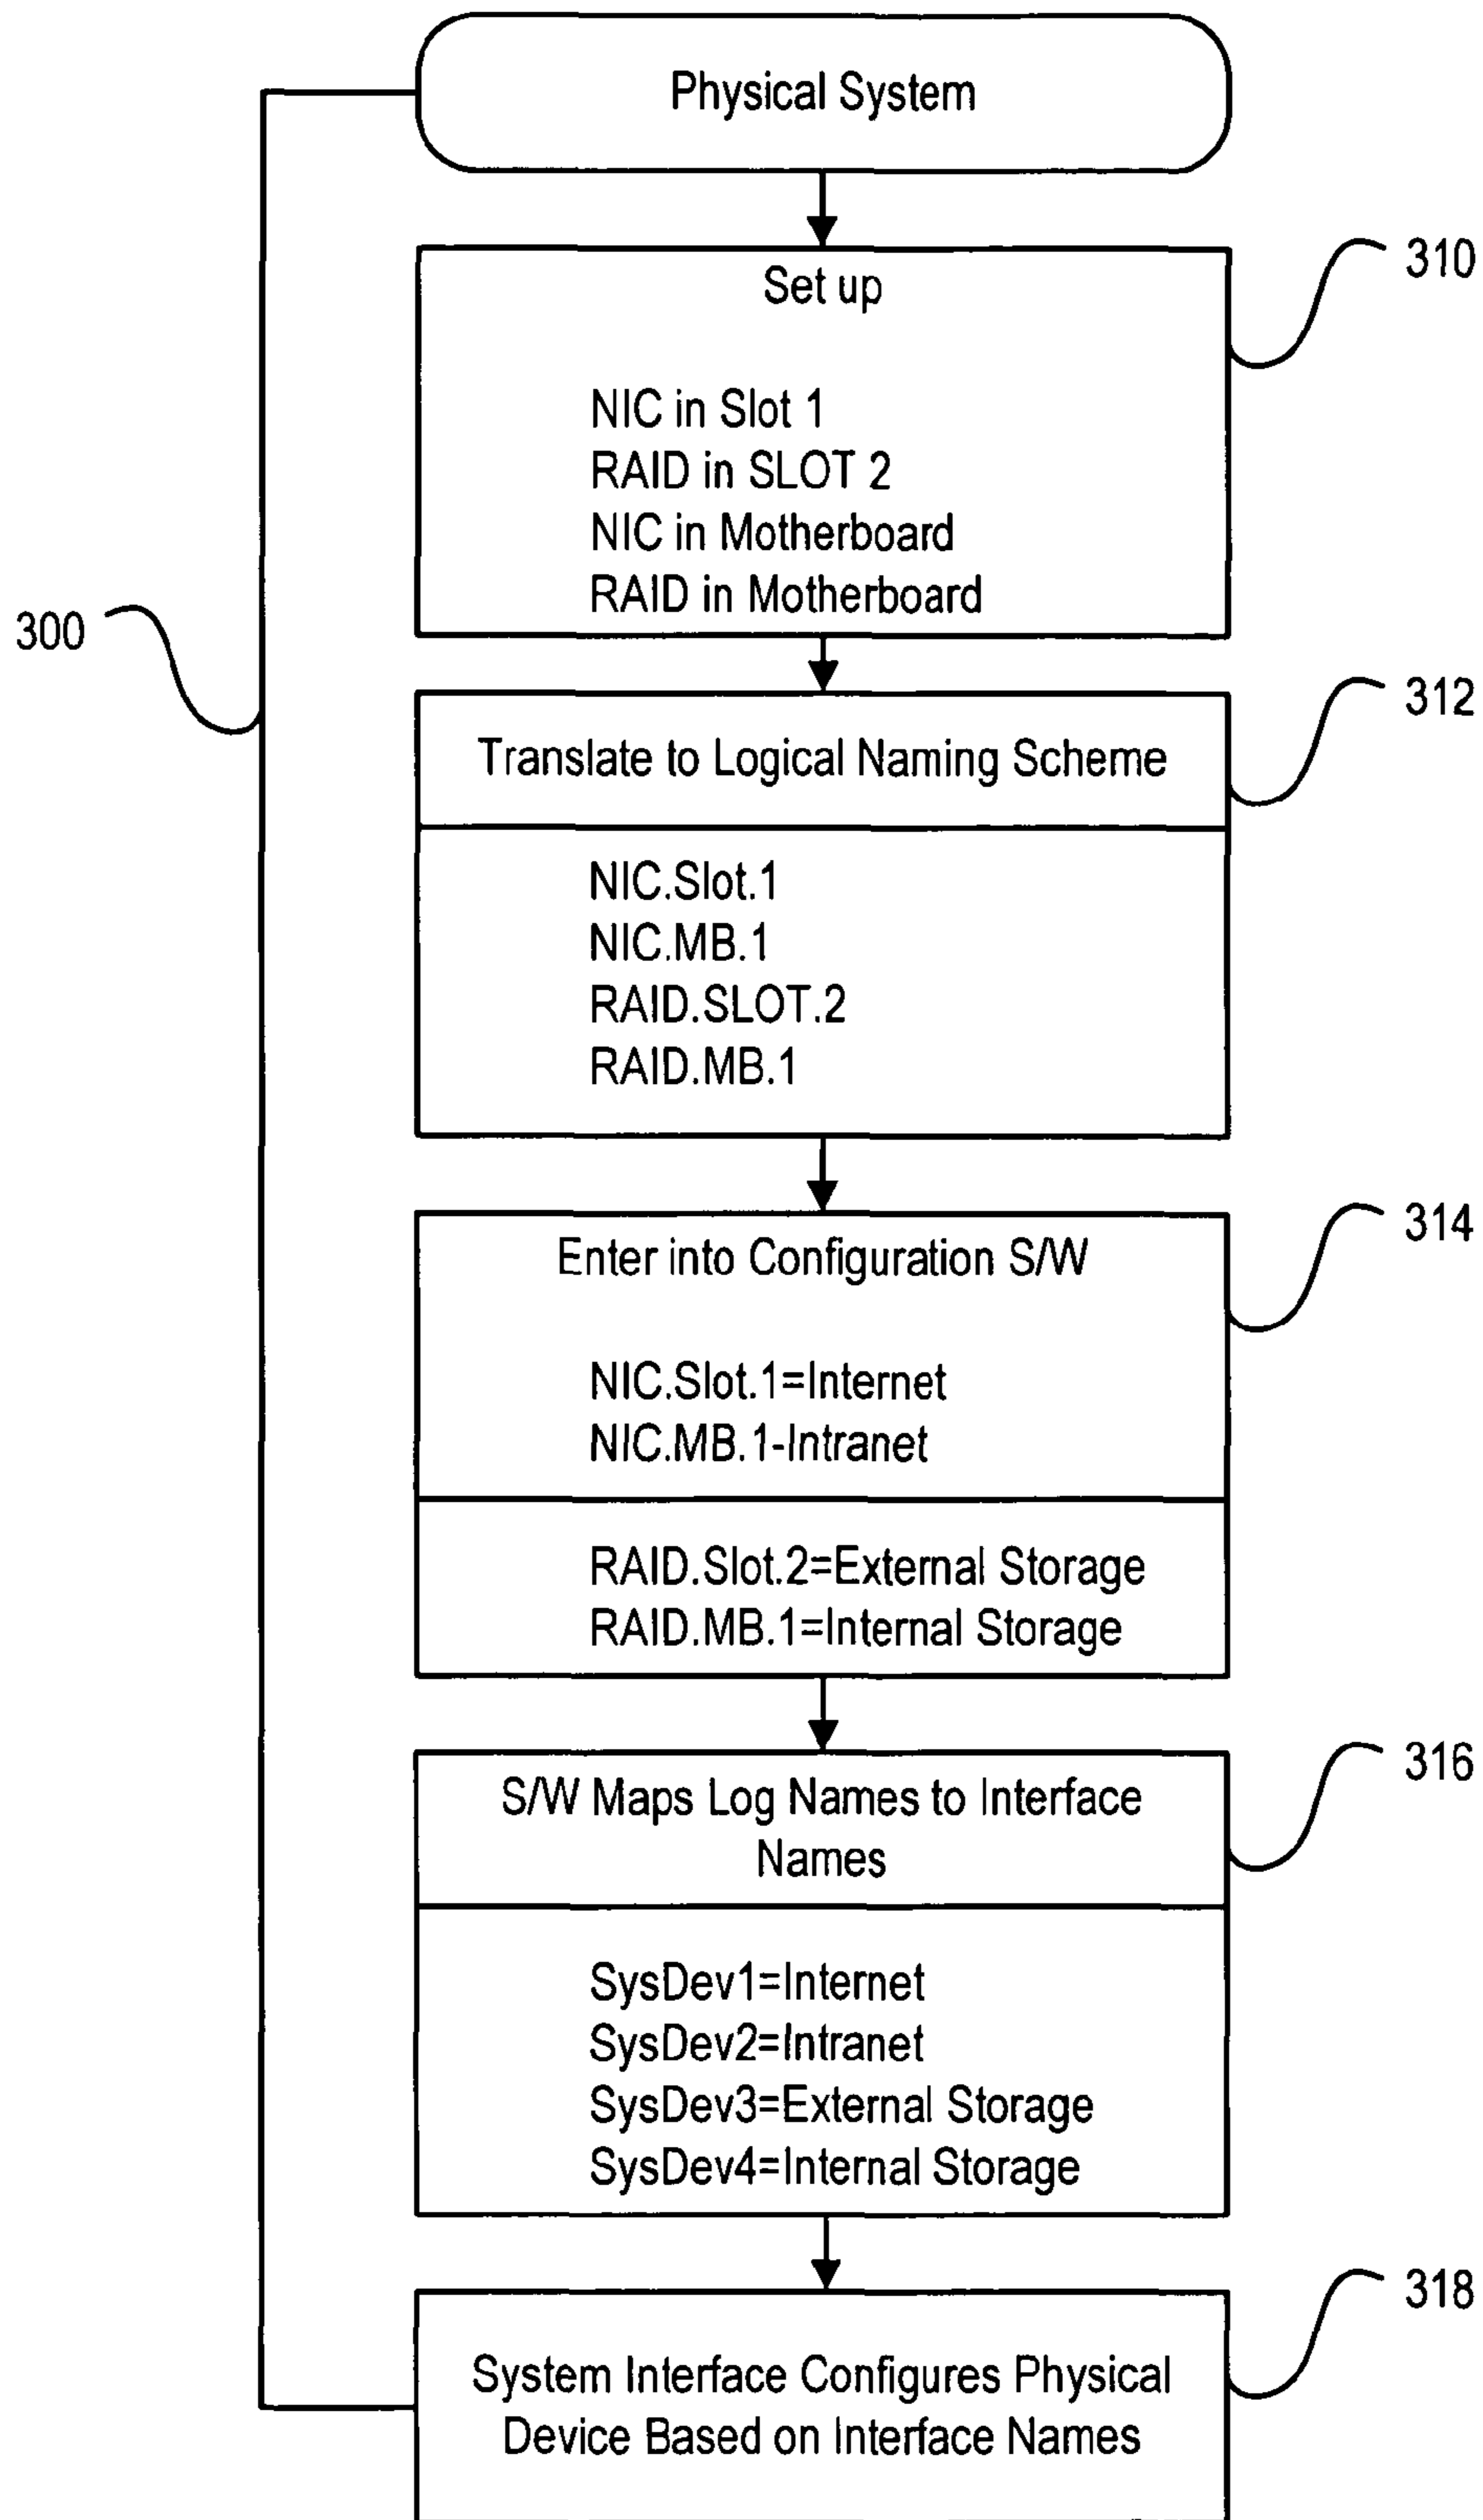 Physical System
310
Set up
NIC in Slot 1
RAID in SLOT 2
NIC in Motherboard
RAID in Motherboard
300
312
Translate to Logical Naming Scheme
NIC.Slot.1
NIC.MB.1
RAID.SLOT.2
RAID.MB.1
314
Enter into Configuration S/W
NIC.Slot.1=Internet
NIC.MB.1-Intranet
RAID.Slot.2=External Storage
RAID.MB.1=Internal Storage
316
S/W Maps Log Names to Interface
Names
SysDev1=Internet
SysDev2=Intranet
SysDev3=External Storage
SysDev4=Internal Storage
318
System Interface Configures Physical
Device Based on Interface Names